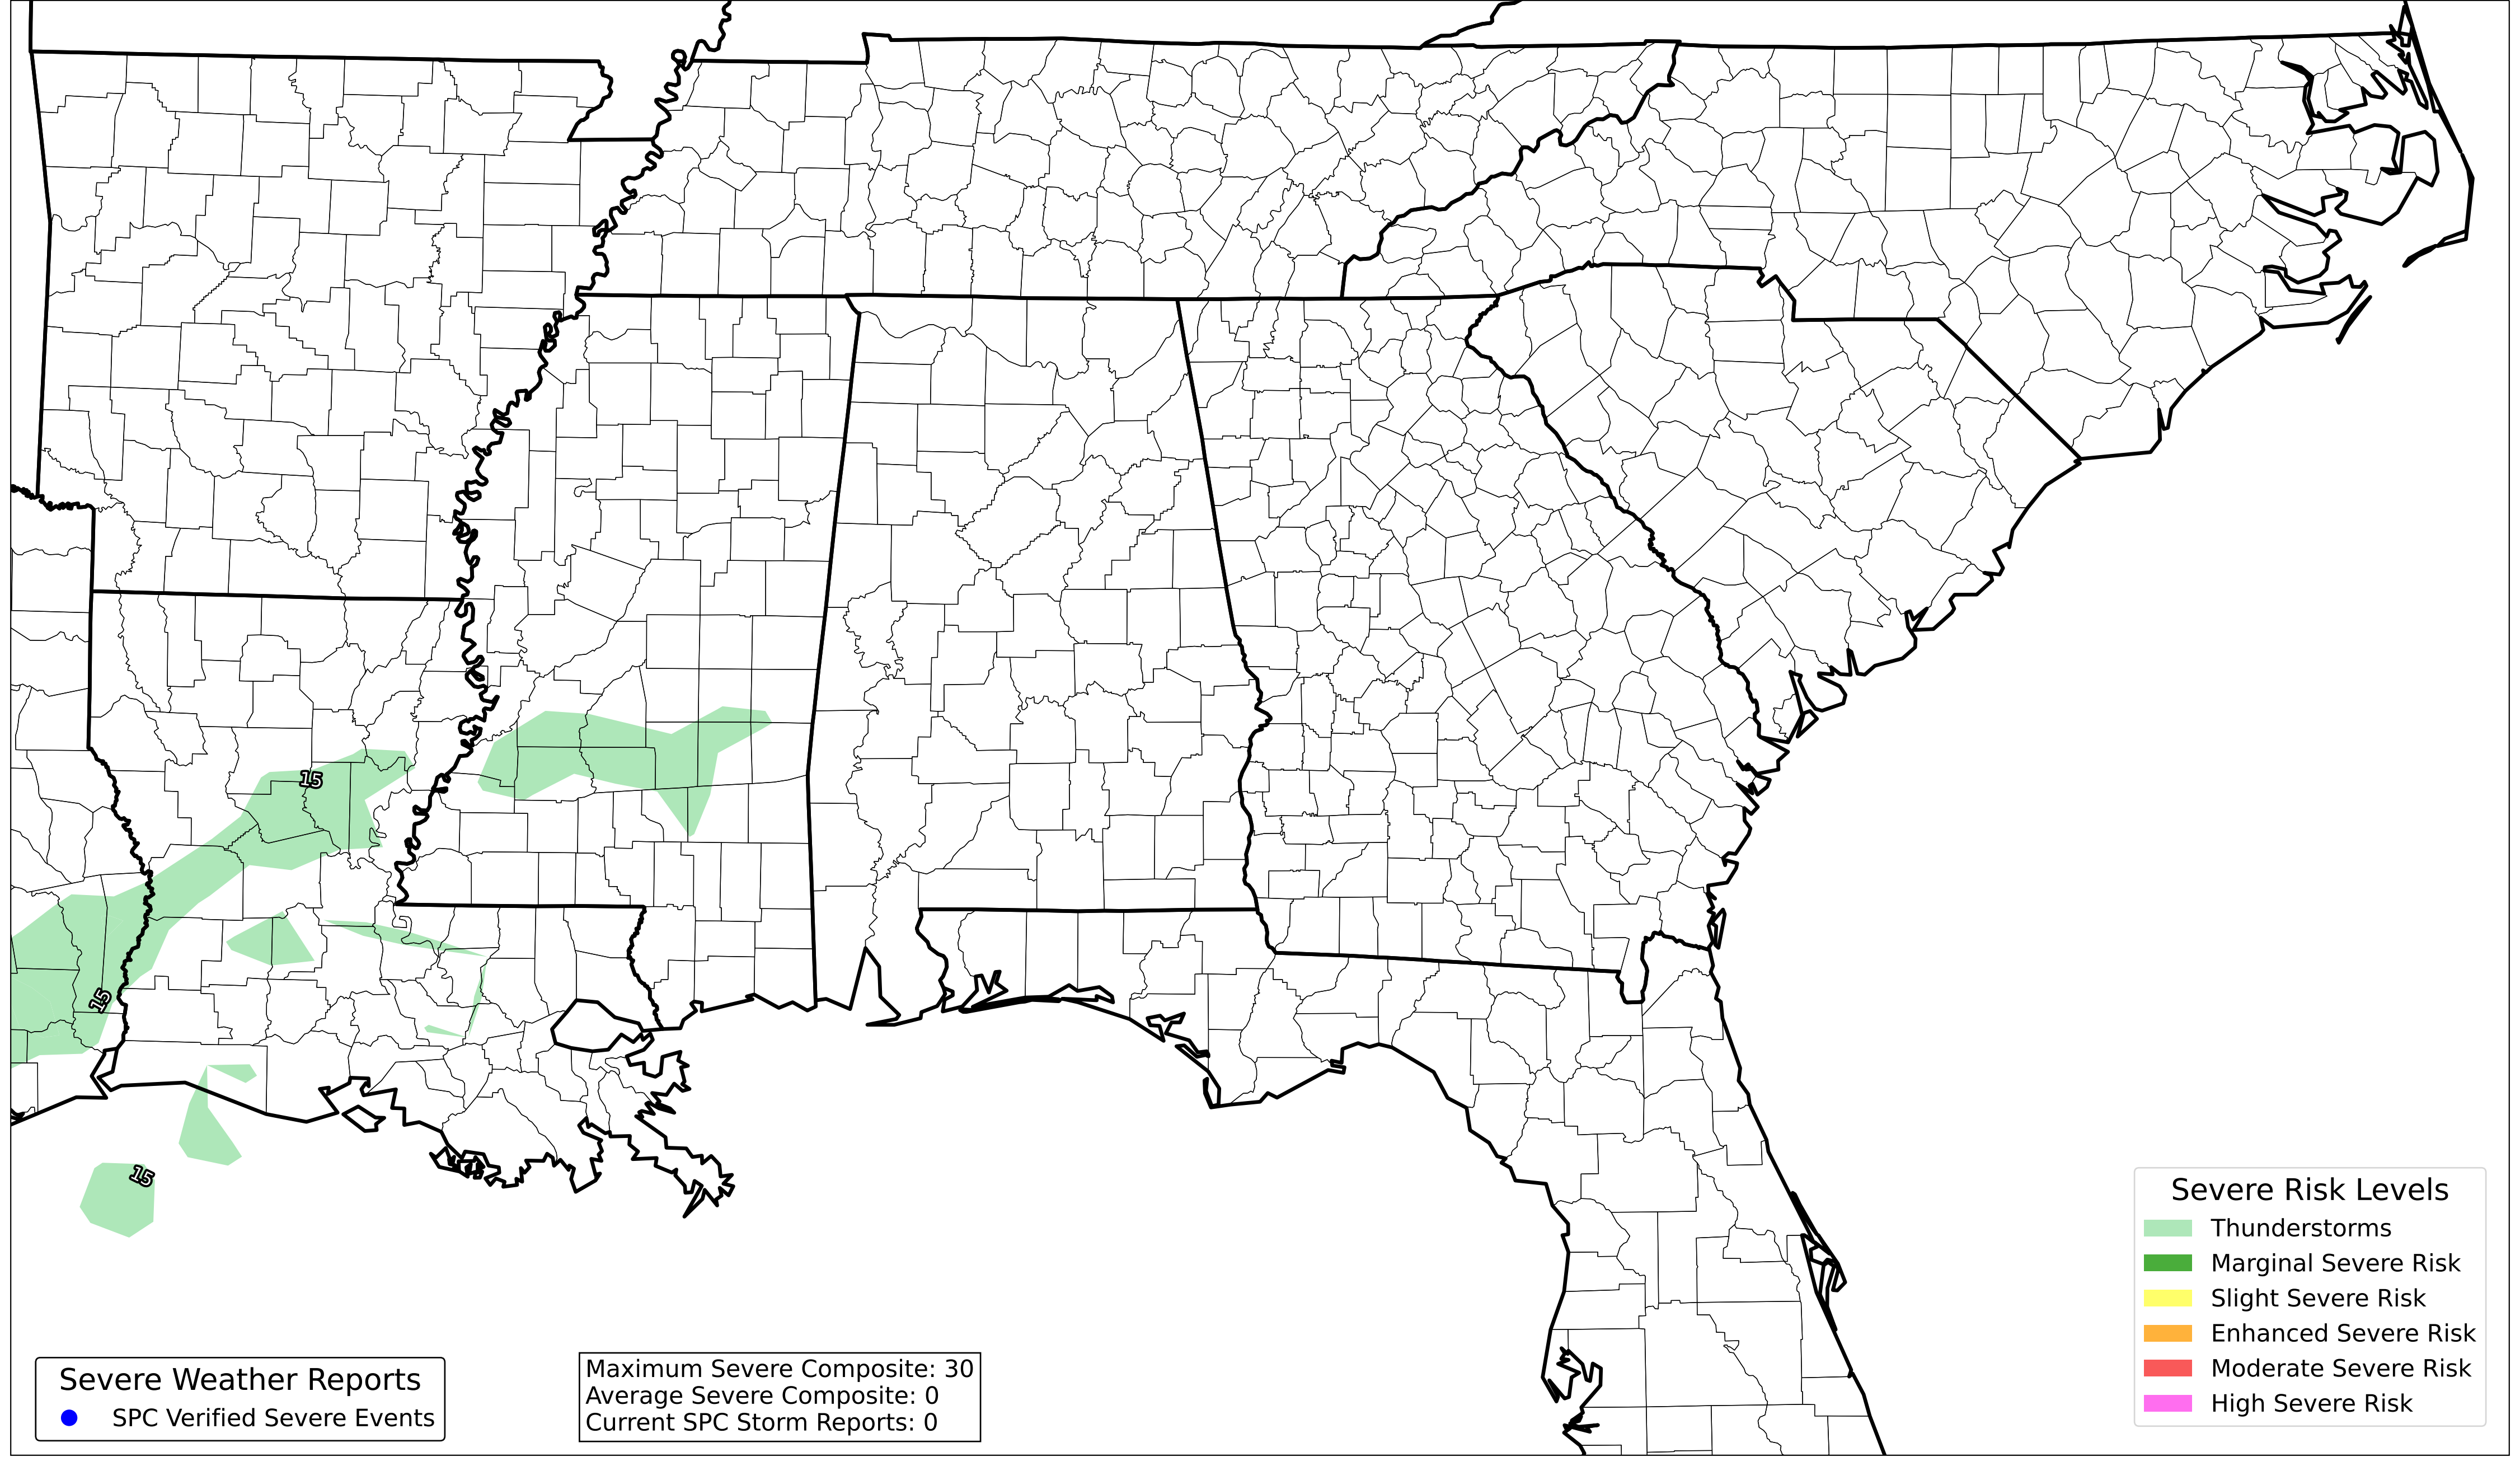 15
15
15
Severe Weather Reports
SPC Verified Severe Events
Maximum Severe Composite: 30
Average Severe Composite: 0
Current SPC Storm Reports: 0
Severe Risk Levels
Thunderstorms
Marginal Severe Risk
Slight Severe Risk
Enhanced Severe Risk
Moderate Severe Risk
High Severe Risk